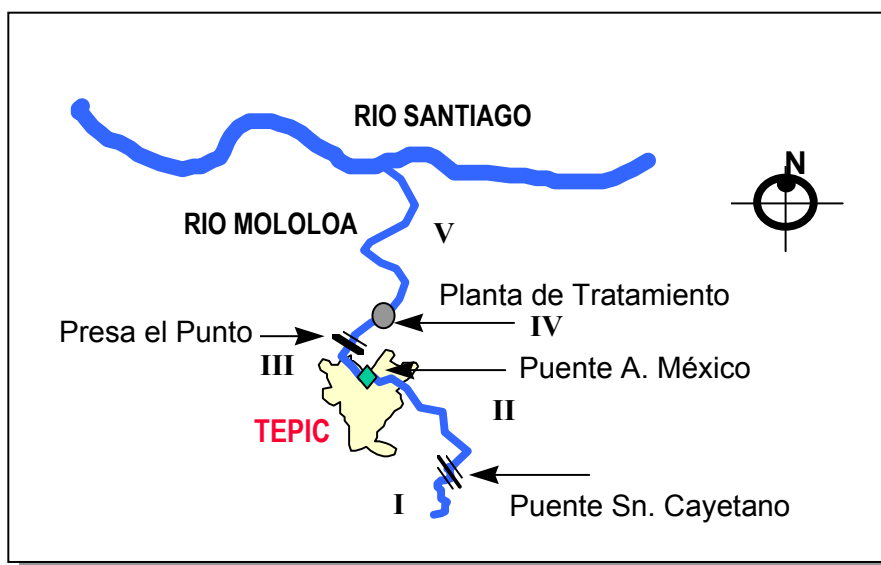 RIO SANTIAGO
N
RIO MOLOLOA
V
Planta de Tratamiento
Presa el Punto
IV
III
Puente A. México
II
TEPIC
I
Puente Sn. Cayetano